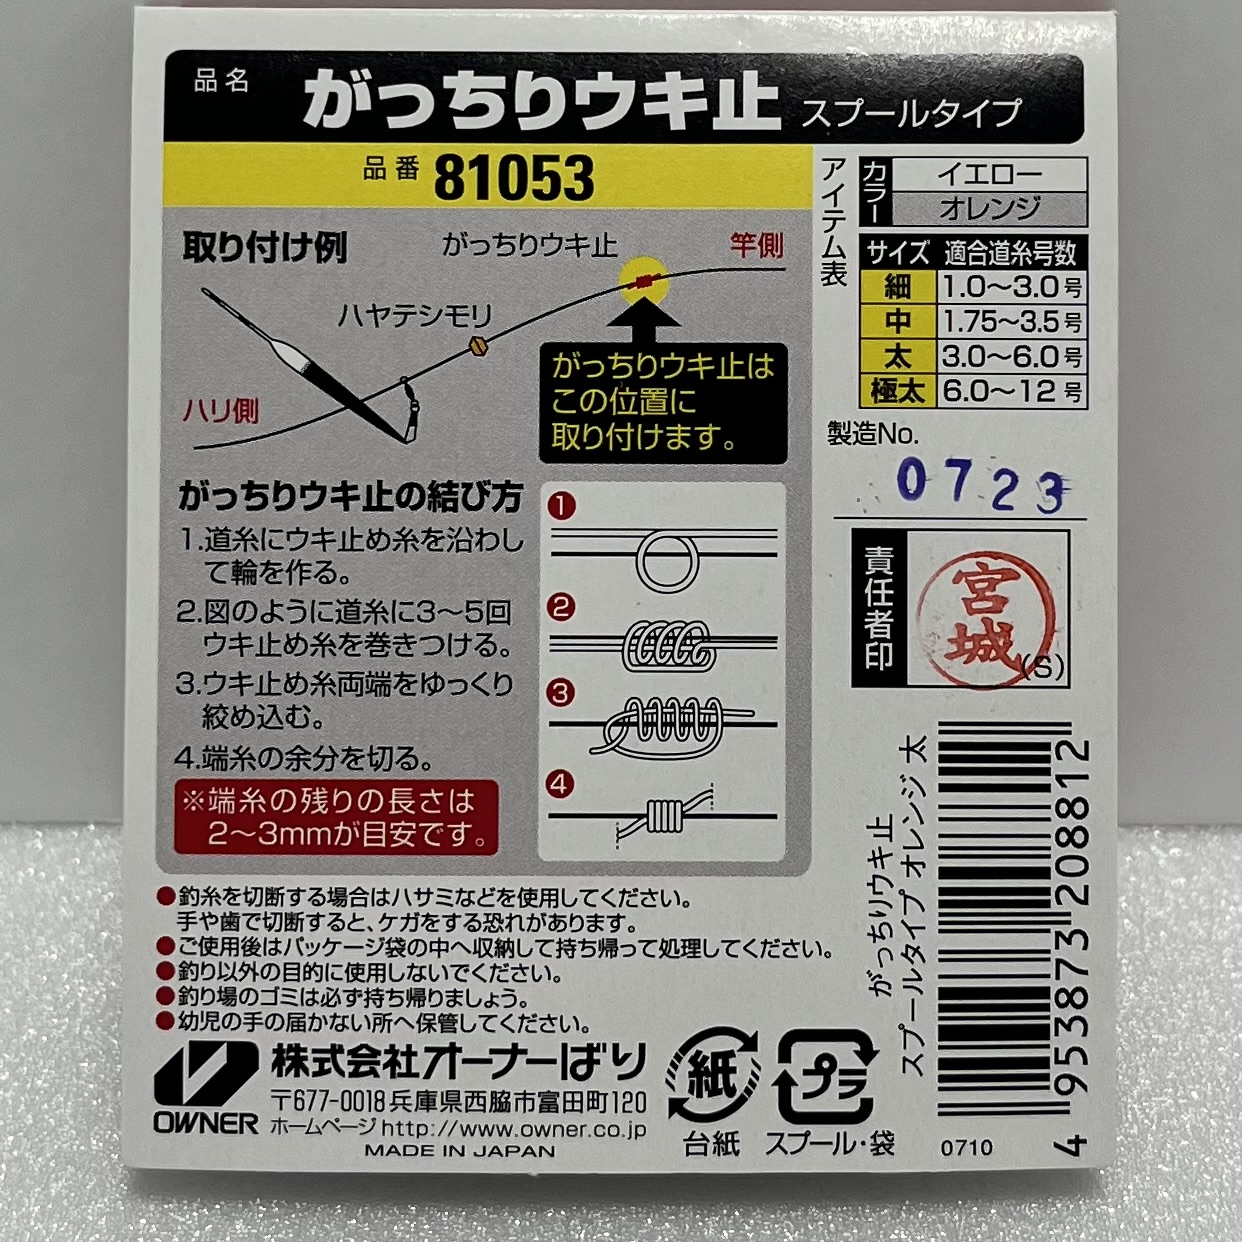 品名 がっちりウキ止 スプールタイプ
品番 81053
取り付け例
がっちりウキ止
竿側
ハヤテシモリ
ハリ側
がっちりウキ止は
この位置に
取り付けます。
がっちりウキ止の結び方
1.道糸にウキ止め糸を沿わし
て輪を作る。
2.図のように道糸に3〜5回
ウキ止め糸を巻きつける。
3.ウキ止め糸両端をゆっくり
絞め込む。
4.端糸の余分を切る。
※端糸の残りの長さは
2〜3mmが目安です。
1
2
3
4
アイテム表
カラー
イエロー
オレンジ
サイズ 適合道糸号数
細 1.0〜3.0号
中 1.75〜3.5号
太 3.0〜6.0号
極太 6.0〜12号
製造No.
0723
責任者印
宮城
(S)
がっちりウキ止
スプールタイプ オレンジ 太
4 953873 208812
●釣糸を切断する場合はハサミなどを使用してください。
手や歯で切断すると、ケガをする恐れがあります。
●ご使用後はパッケージ袋の中へ収納して持ち帰って処理してください。
●釣り以外の目的に使用しないでください。
●釣り場のゴミは必ず持ち帰りましょう。
●幼児の手の届かない所へ保管してください。
OWNER
株式会社オーナーばり
〒677-0018兵庫県西脇市富田町120
ホームページhttp://www.owner.co.jp
MADE IN JAPAN
紙
台紙
プラ
スプール・袋
0710